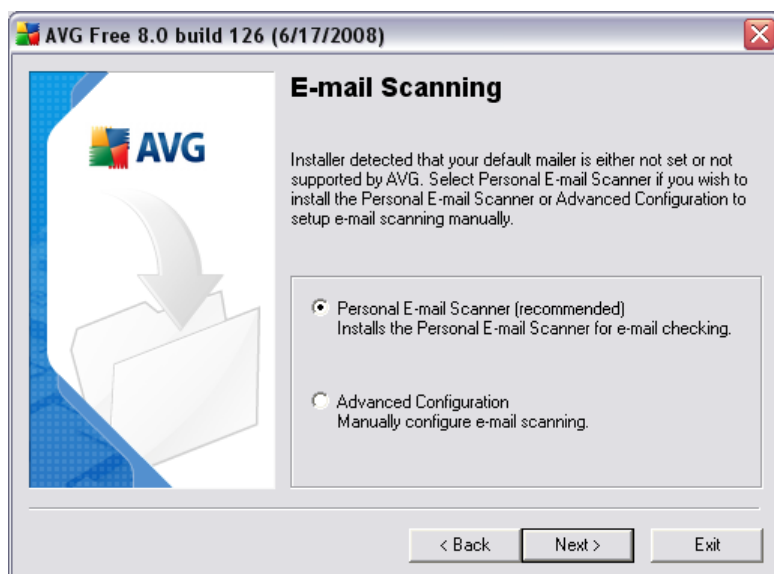 AVG Free 8.0 build 126 (6/17/2008)
E-mail Scanning
AVG
Installer detected that your default mailer is either not set or not
supported by AVG. Select Personal E-mail Scanner if you wish to
install the Personal E-mail Scanner or Advanced Configuration to
setup e-mail scanning manually.
Personal E-mail Scanner (recommended)
Installs the Personal E-mail Scanner for e-mail checking.
Advanced Configuration
Manually configure e-mail scanning.
< Back
Next >
Exit